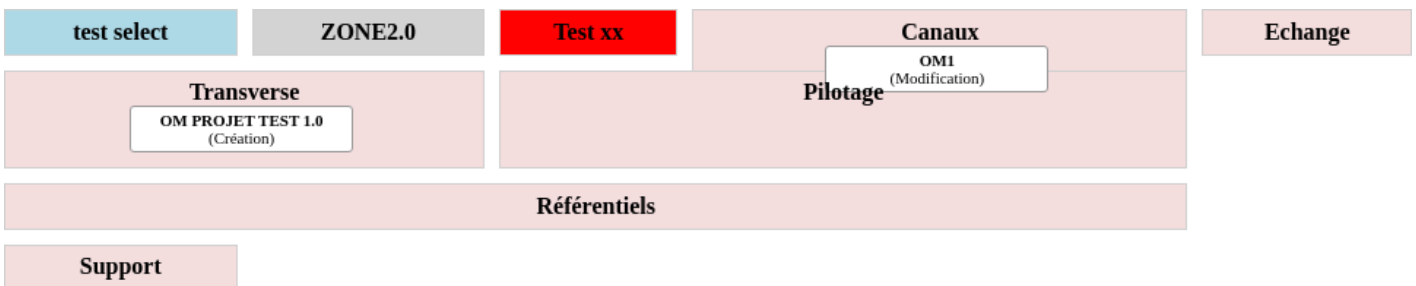 test select
ZONE2.0
Test xx
Canaux
Echange
OM1
(Modification)
Transverse
Pilotage
OM PROJET TEST 1.0
(Création)
Référentiels
Support